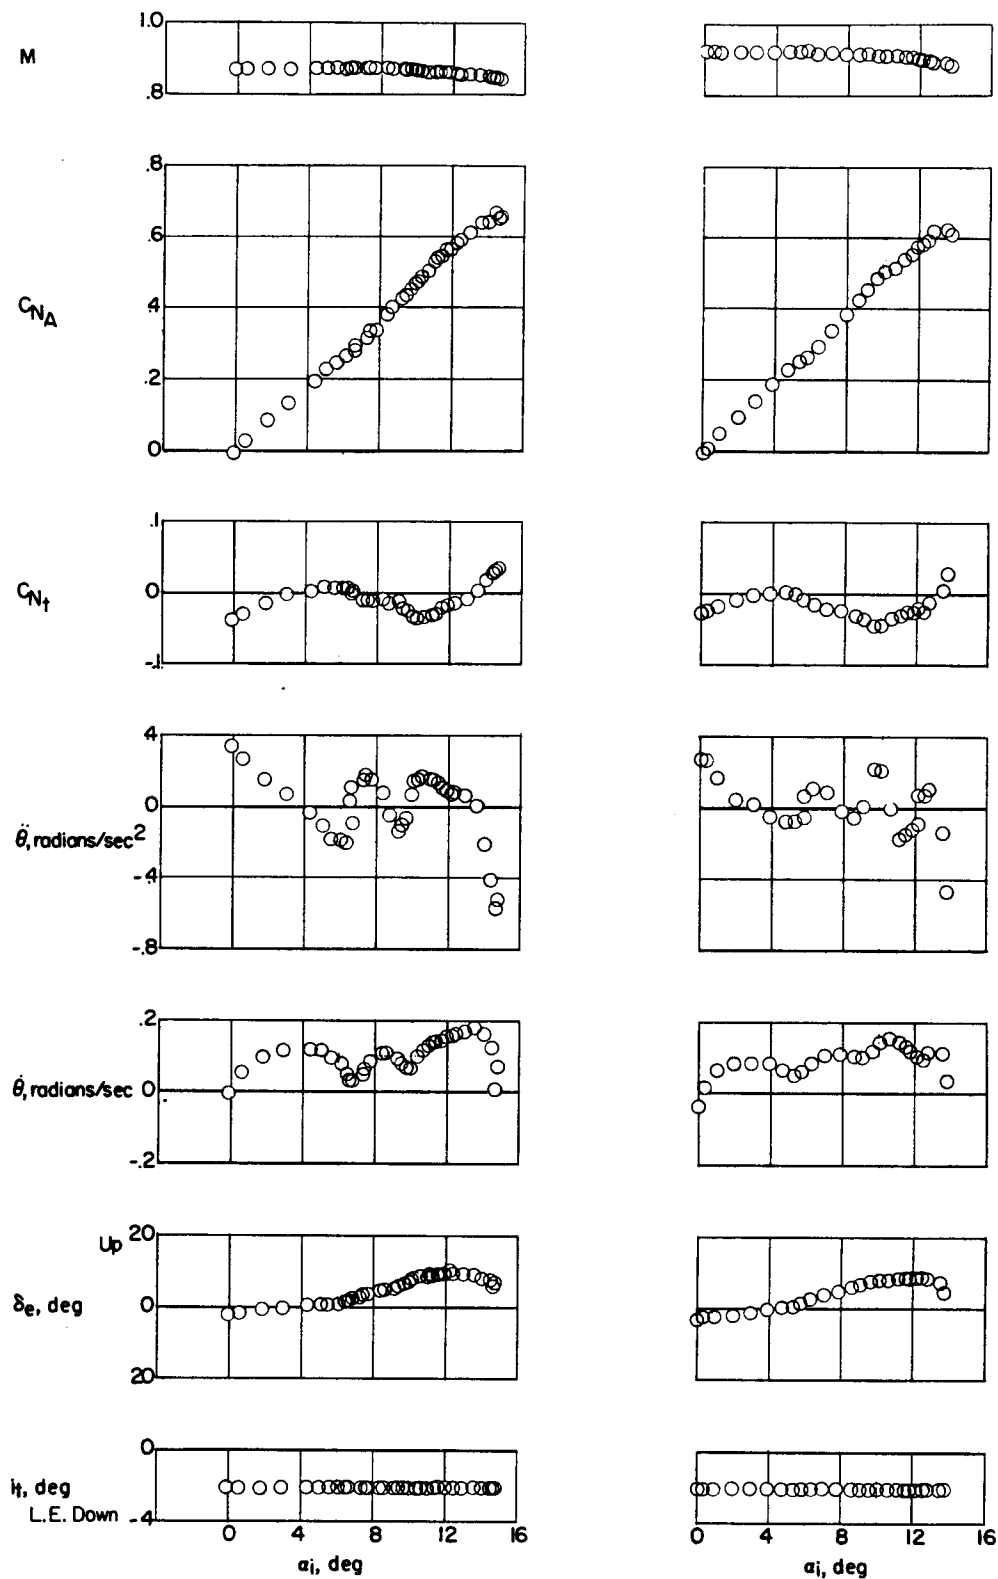 1.0
M
.8
.8
.6
C_{N_A}
.4
.2
0
.1
C_{N_t} 0
-.1
.4
0
θ̈, radians/sec²
-.4
-.8
.2
θ̇, radians/sec 0
-.2
Up 20
δ_e, deg 0
20
0
i_t, deg
L.E. Down -.4
0 4 8 12 16 0 4 8 12 16
α_i, deg α_i, deg